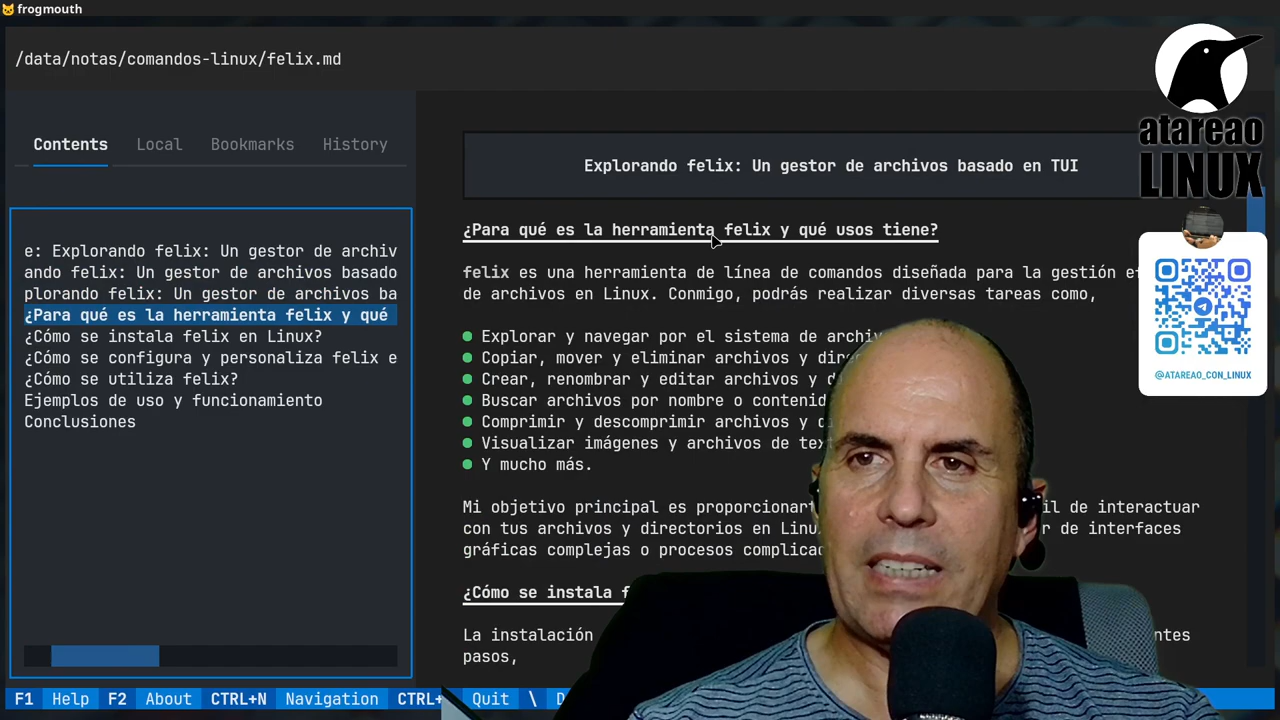 frogmouth
/data/notas/comandos-linux/felix.md
atareao
LINUX
Contents Local Bookmarks History
Explorando felix: Un gestor de archivos basado en TUI
e: Explorando felix: Un gestor de archiv
ando felix: Un gestor de archivos basado
plorando felix: Un gestor de archivos ba
¿Para qué es la herramienta felix y qué
¿Cómo se instala felix en Linux?
¿Cómo se configura y personaliza felix e
¿Cómo se utiliza felix?
Ejemplos de uso y funcionamiento
Conclusiones
¿Para qué es la herramienta felix y qué usos tiene?
felix es una herramienta de línea de comandos diseñada para la gestión
de archivos en Linux. Conmigo, podrás realizar diversas tareas como,
Explorar y navegar por el sistema de
Copiar, mover y eliminar archivos y
Crear, renombrar y editar archivos y
Buscar archivos por nombre o
Comprimir y descomprimir archivos y
Visualizar imágenes y archivos de
Y mucho más.
Mi objetivo principal es de interactuar
con tus archivos y directorios en de interfaces
gráficas complejas o procesos
¿Cómo se instala
La instalación
pasos,
@ATAREAO_CON_LINUX
F1 Help F2 About CTRL+N Navigation CTRL+ Quit \